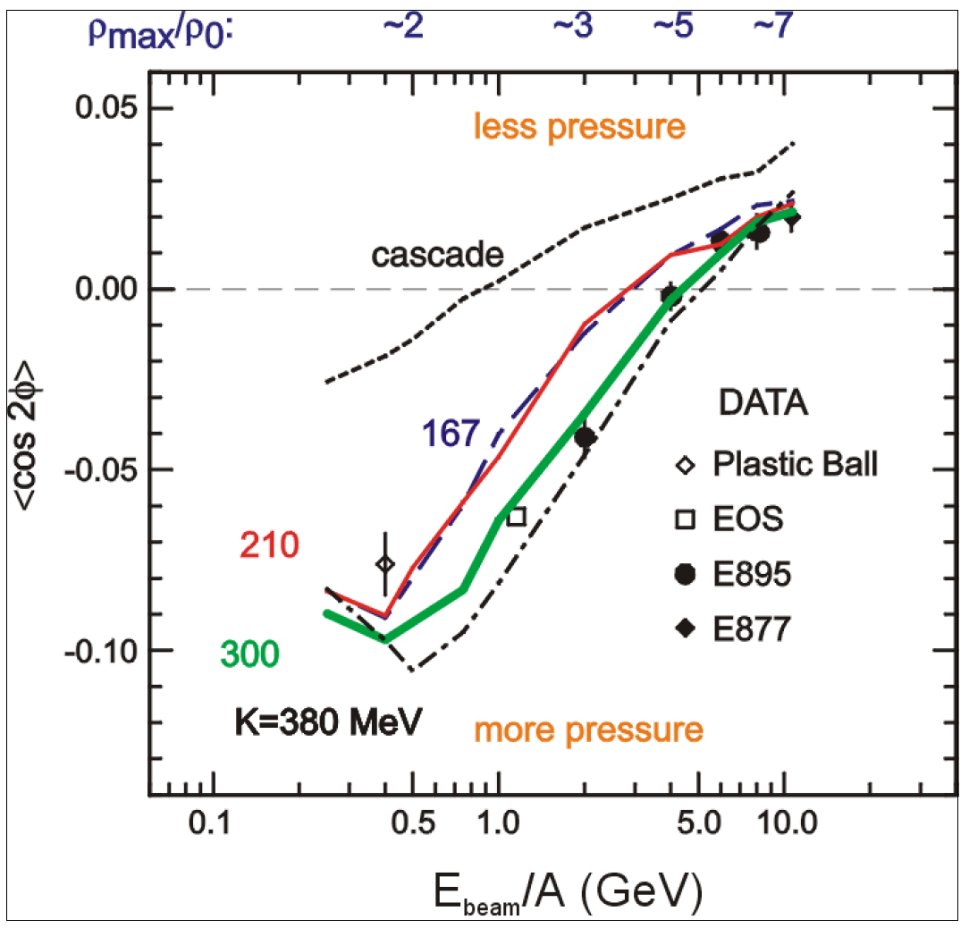 ρmax/ρ0: ~2 ~3 ~5 ~7
0.05
less pressure
cascade
0.00
<cos 2ϕ>
DATA
167
-0.05
Plastic Ball
EOS
210
E895
E877
300
-0.10
K=380 MeV
more pressure
0.1 0.5 1.0 5.0 10.0
Ebeam/A (GeV)